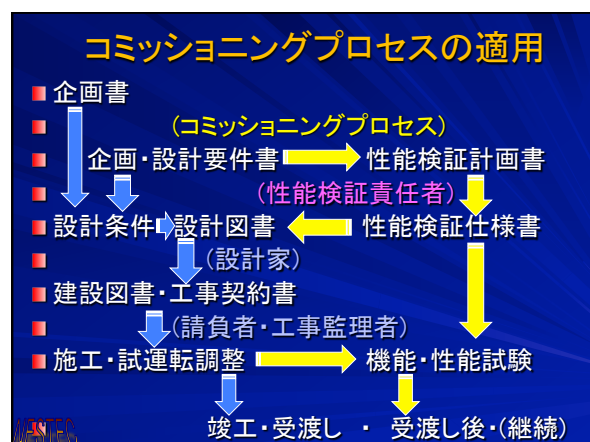 コミッショニングプロセスの適用
企画書
(コミッショニングプロセス)
企画・設計要件書 性能検証計画書
(性能検証責任者)
設計条件 設計図書 性能検証仕様書
(設計家)
建設図書・工事契約書
(請負者・工事監理者)
施工・試運転調整 機能・性能試験
竣工・受渡し ・ 受渡し後・(継続)